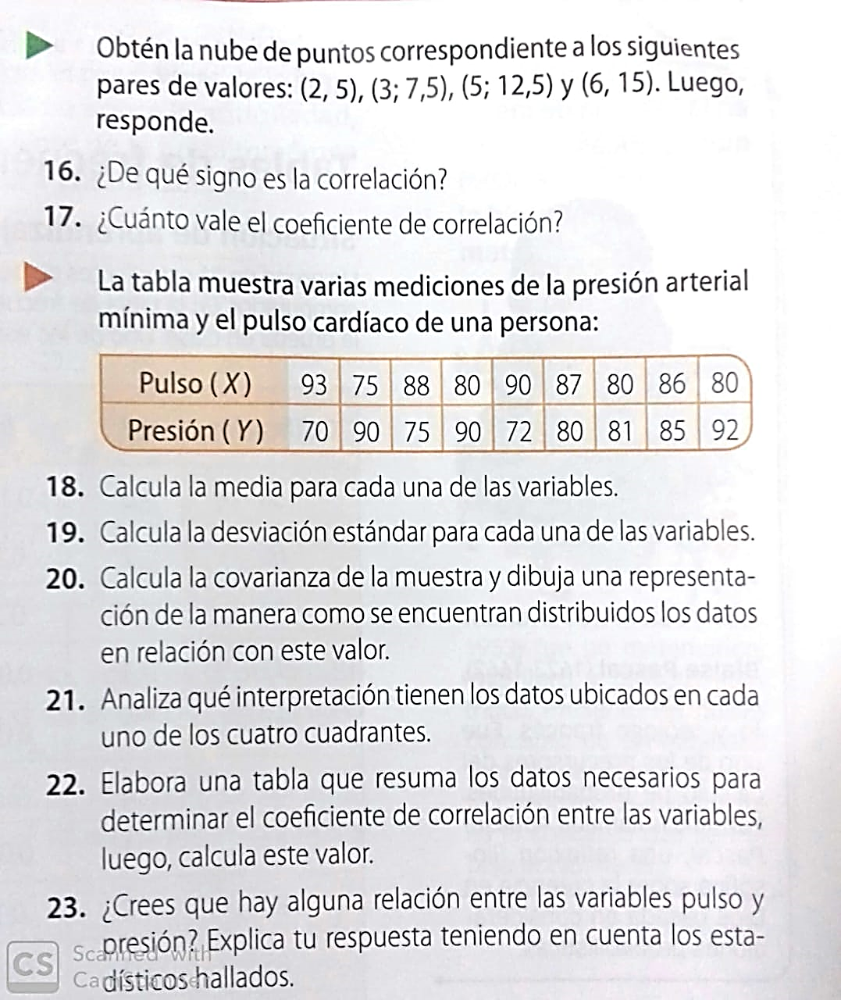 Obtén la nube de puntos correspondiente a los siguientes
pares de valores: (2, 5), (3; 7,5), (5; 12,5) y (6, 15). Luego,
responde.
16. ¿De qué signo es la correlación?
17. ¿Cuánto vale el coeficiente de correlación?
La tabla muestra varias mediciones de la presión arterial
mínima y el pulso cardíaco de una persona:
Pulso (X) 93 75 88 80 90 87 80 86 80
Presión (Y) 70 90 75 90 72 80 81 85 92
18. Calcula la media para cada una de las variables.
19. Calcula la desviación estándar para cada una de las variables.
20. Calcula la covarianza de la muestra y dibuja una representa-
ción de la manera como se encuentran distribuidos los datos
en relación con este valor.
21. Analiza qué interpretación tienen los datos ubicados en cada
uno de los cuatro cuadrantes.
22. Elabora una tabla que resuma los datos necesarios para
determinar el coeficiente de correlación entre las variables,
luego, calcula este valor.
23. ¿Crees que hay alguna relación entre las variables pulso y
presión? Explica tu respuesta teniendo en cuenta los esta-
dísticos hallados.
CS
Scanned with